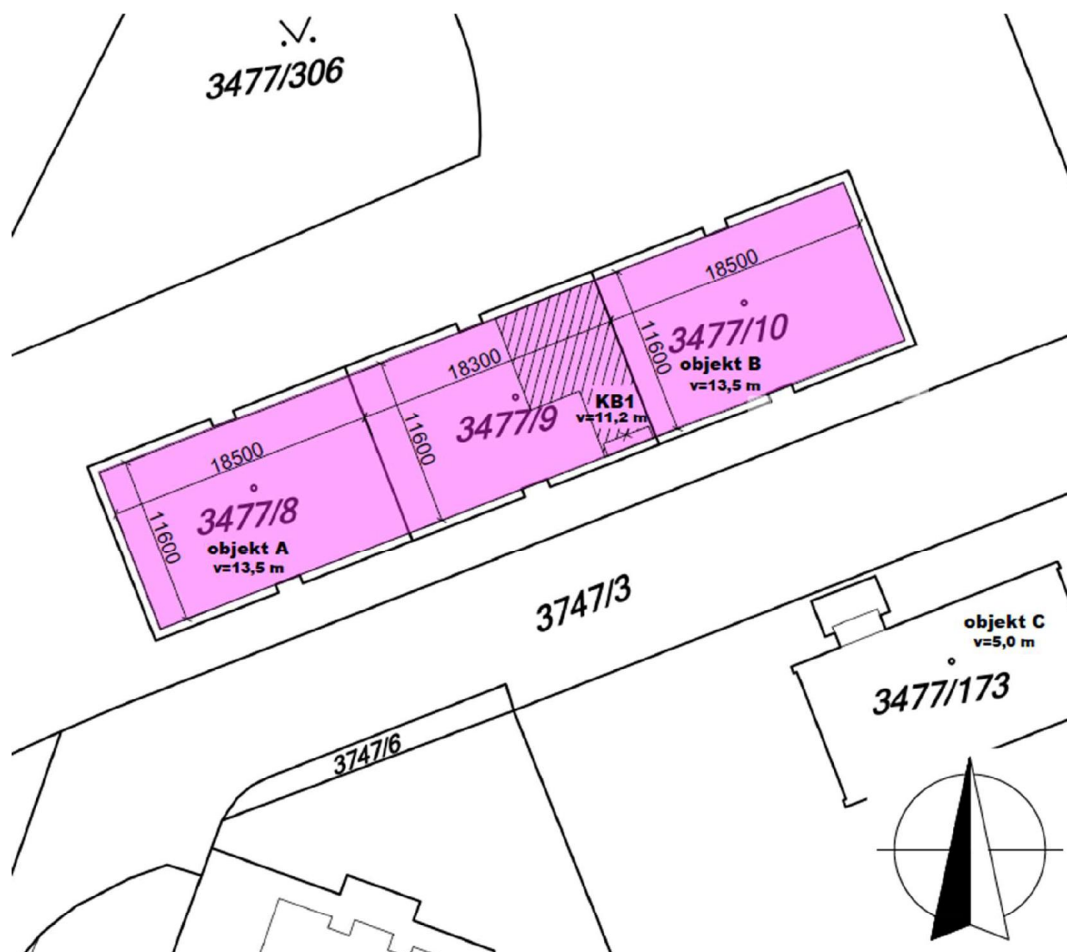 3477/306
18500
18300
11600
3477/10
objekt B
v=13,5 m
KB1
v=11,2 m
3477/9
11600
18500
3477/8
11600
objekt A
v=13,5 m
3747/3
objekt C
v=5,0 m
3477/173
3747/6